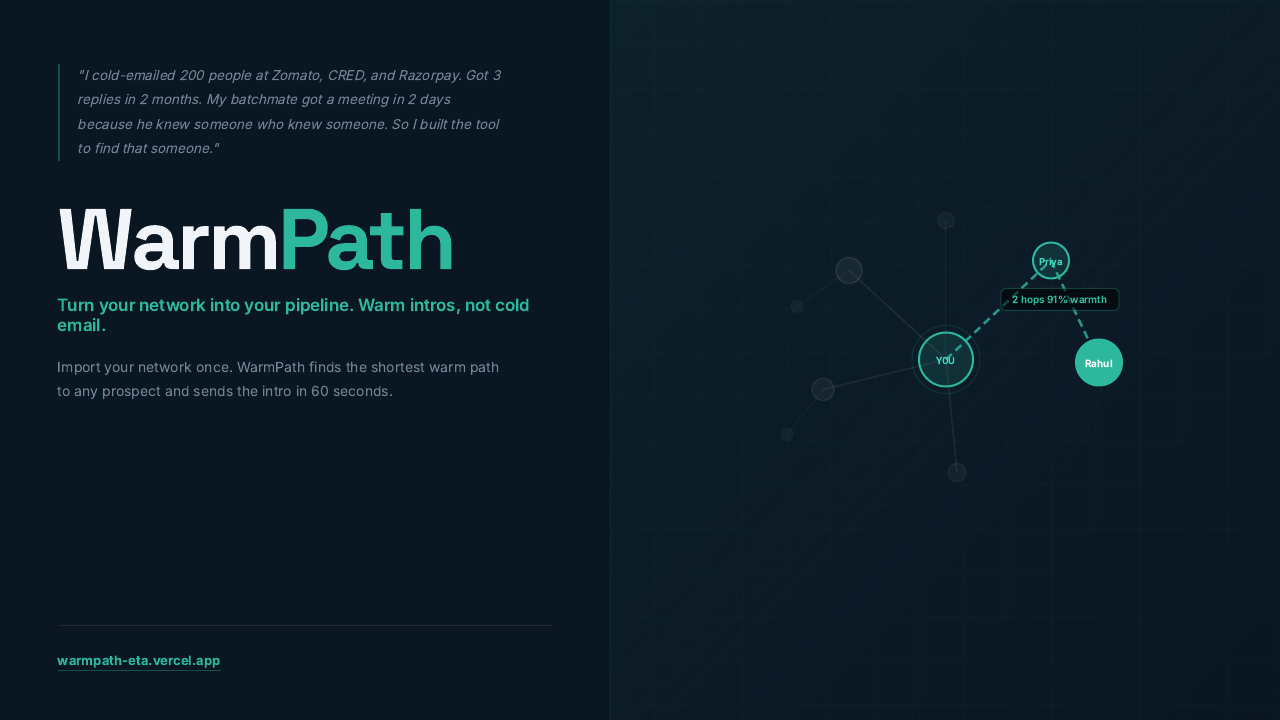 "I cold-emailed 200 people at Zomato, CRED, and Razorpay. Got 3
replies in 2 months. My batchmate got a meeting in 2 days
because he knew someone who knew someone. So I built the tool
to find that someone."
WarmPath
Turn your network into your pipeline. Warm intros, not cold
email.
Import your network once. WarmPath finds the shortest warm path
to any prospect and sends the intro in 60 seconds.
warmpath-eta.vercel.app
Priya
2 hops 91% warmth
YOU
Rahul